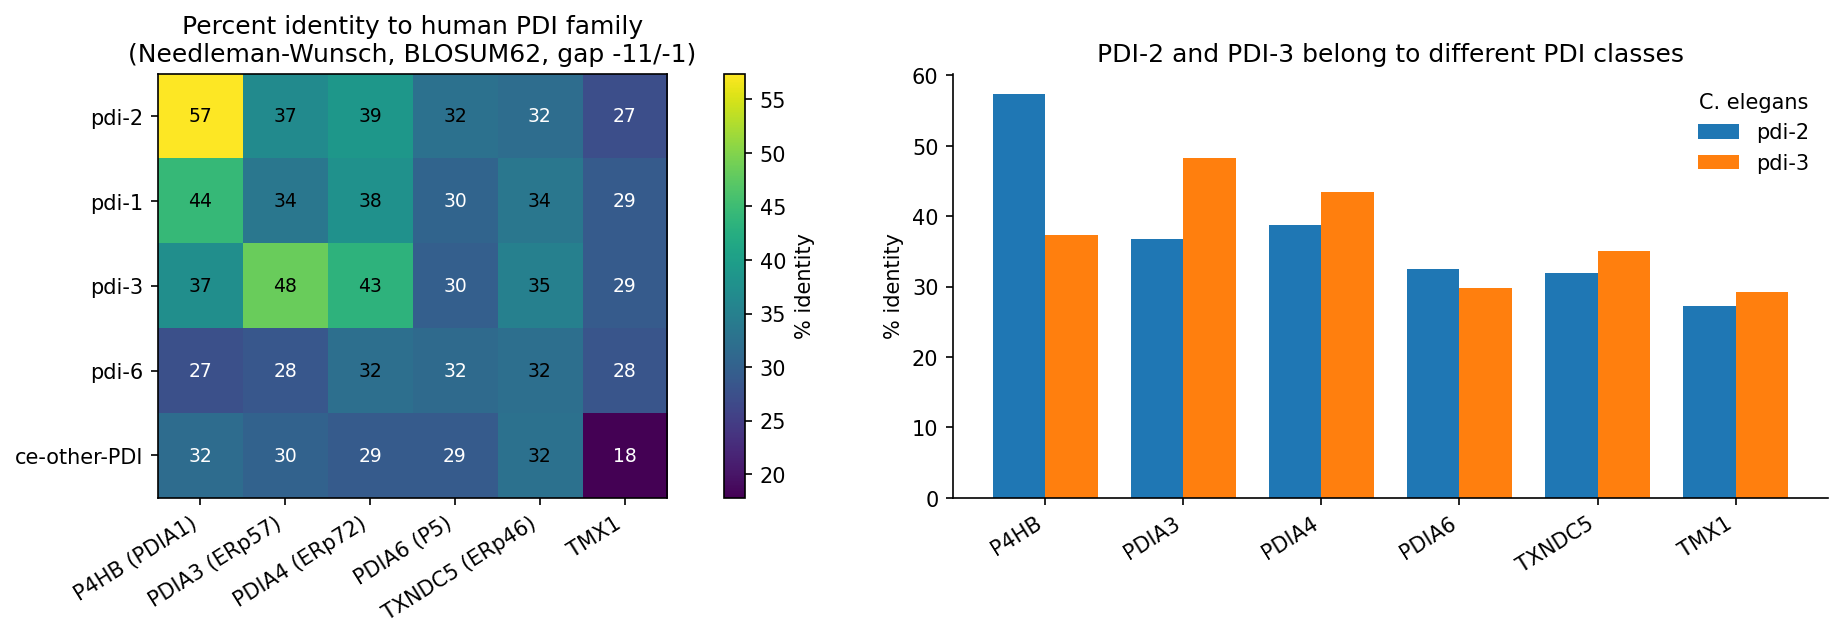 Percent identity to human PDI family
(Needleman-Wunsch, BLOSUM62, gap -11/-1)
pdi-2
57 37 39 32 32 27
pdi-1
44 34 38 30 34 29
pdi-3
37 48 43 30 35 29
pdi-6
27 28 32 32 32 28
ce-other-PDI
32 30 29 29 32 18
P4HB (PDIA1)
PDIA3 (ERp57)
PDIA4 (ERp72)
PDIA6 (P5)
TXNDC5 (ERp46)
TMX1
55
50
45
40
35
30
25
20
% identity
PDI-2 and PDI-3 belong to different PDI classes
% identity
60
50
40
30
20
10
0
C. elegans
pdi-2
pdi-3
P4HB
PDIA3
PDIA4
PDIA6
TXNDC5
TMX1